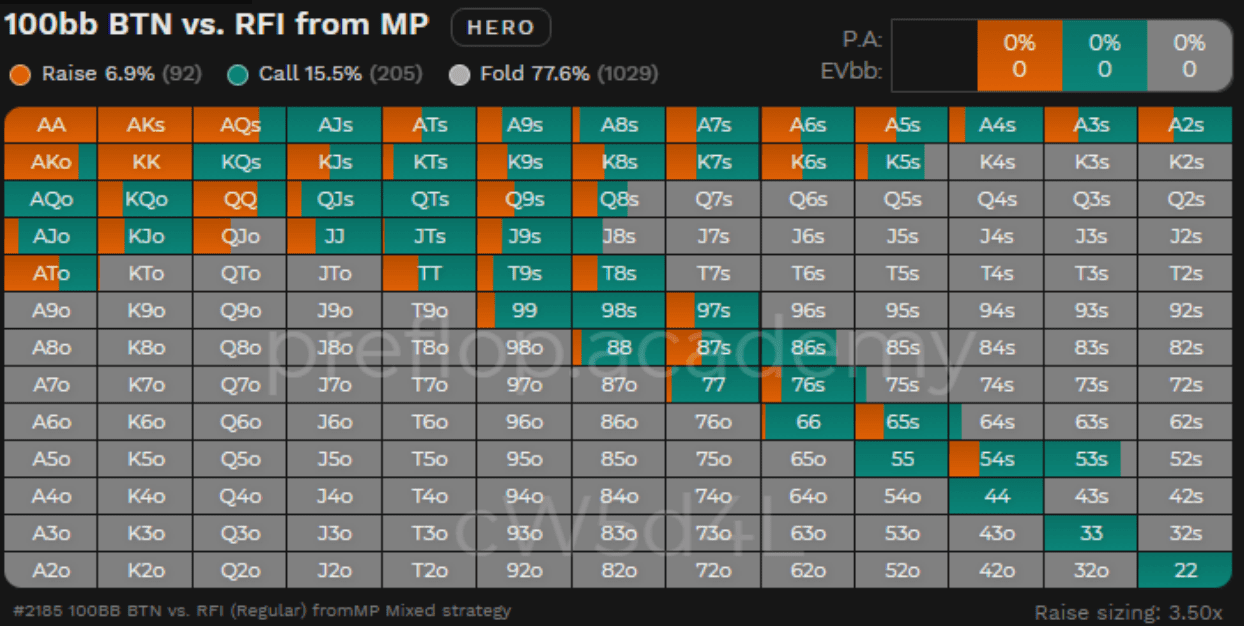 100bb BTN vs. RFI from MP HERO
P.A: 0% 0% 0%
EVbb: 0 0 0
Raise 6.9% (92) Call 15.5% (205) Fold 77.6% (1029)
AA AKs AQs AJs ATs A9s A8s A7s A6s A5s A4s A3s A2s
AKo KK KQs KJs KTs K9s K8s K7s K6s K5s K4s K3s K2s
AQo KQo QQ QJs QTs Q9s Q8s Q7s Q6s Q5s Q4s Q3s Q2s
AJo KJo QJo JJ JTs J9s J8s J7s J6s J5s J4s J3s J2s
ATo KTo QTo JTo TT T9s T8s T7s T6s T5s T4s T3s T2s
A9o K9o Q9o J9o T9o 99 98s 97s 96s 95s 94s 93s 92s
A8o K8o Q8o J8o T8o 98o 88 87s 86s 85s 84s 83s 82s
preflop.academy
A7o K7o Q7o J7o T7o 97o 87o 77 76s 75s 74s 73s 72s
A6o K6o Q6o J6o T6o 96o 86o 76o 66 65s 64s 63s 62s
A5o K5o Q5o J5o T5o 95o 85o 75o 65o 55 54s 53s 52s
A4o K4o Q4o J4o T4o 94o 84o 74o 64o 54o 44 43s 42s
A3o K3o Q3o J3o T3o 93o 83o 73o 63o 53o 43o 33 32s
cW5d4L
A2o K2o Q2o J2o T2o 92o 82o 72o 62o 52o 42o 32o 22
#2185 100BB BTN vs. RFI (Regular) fromMP Mixed strategy
Raise sizing: 3.50x